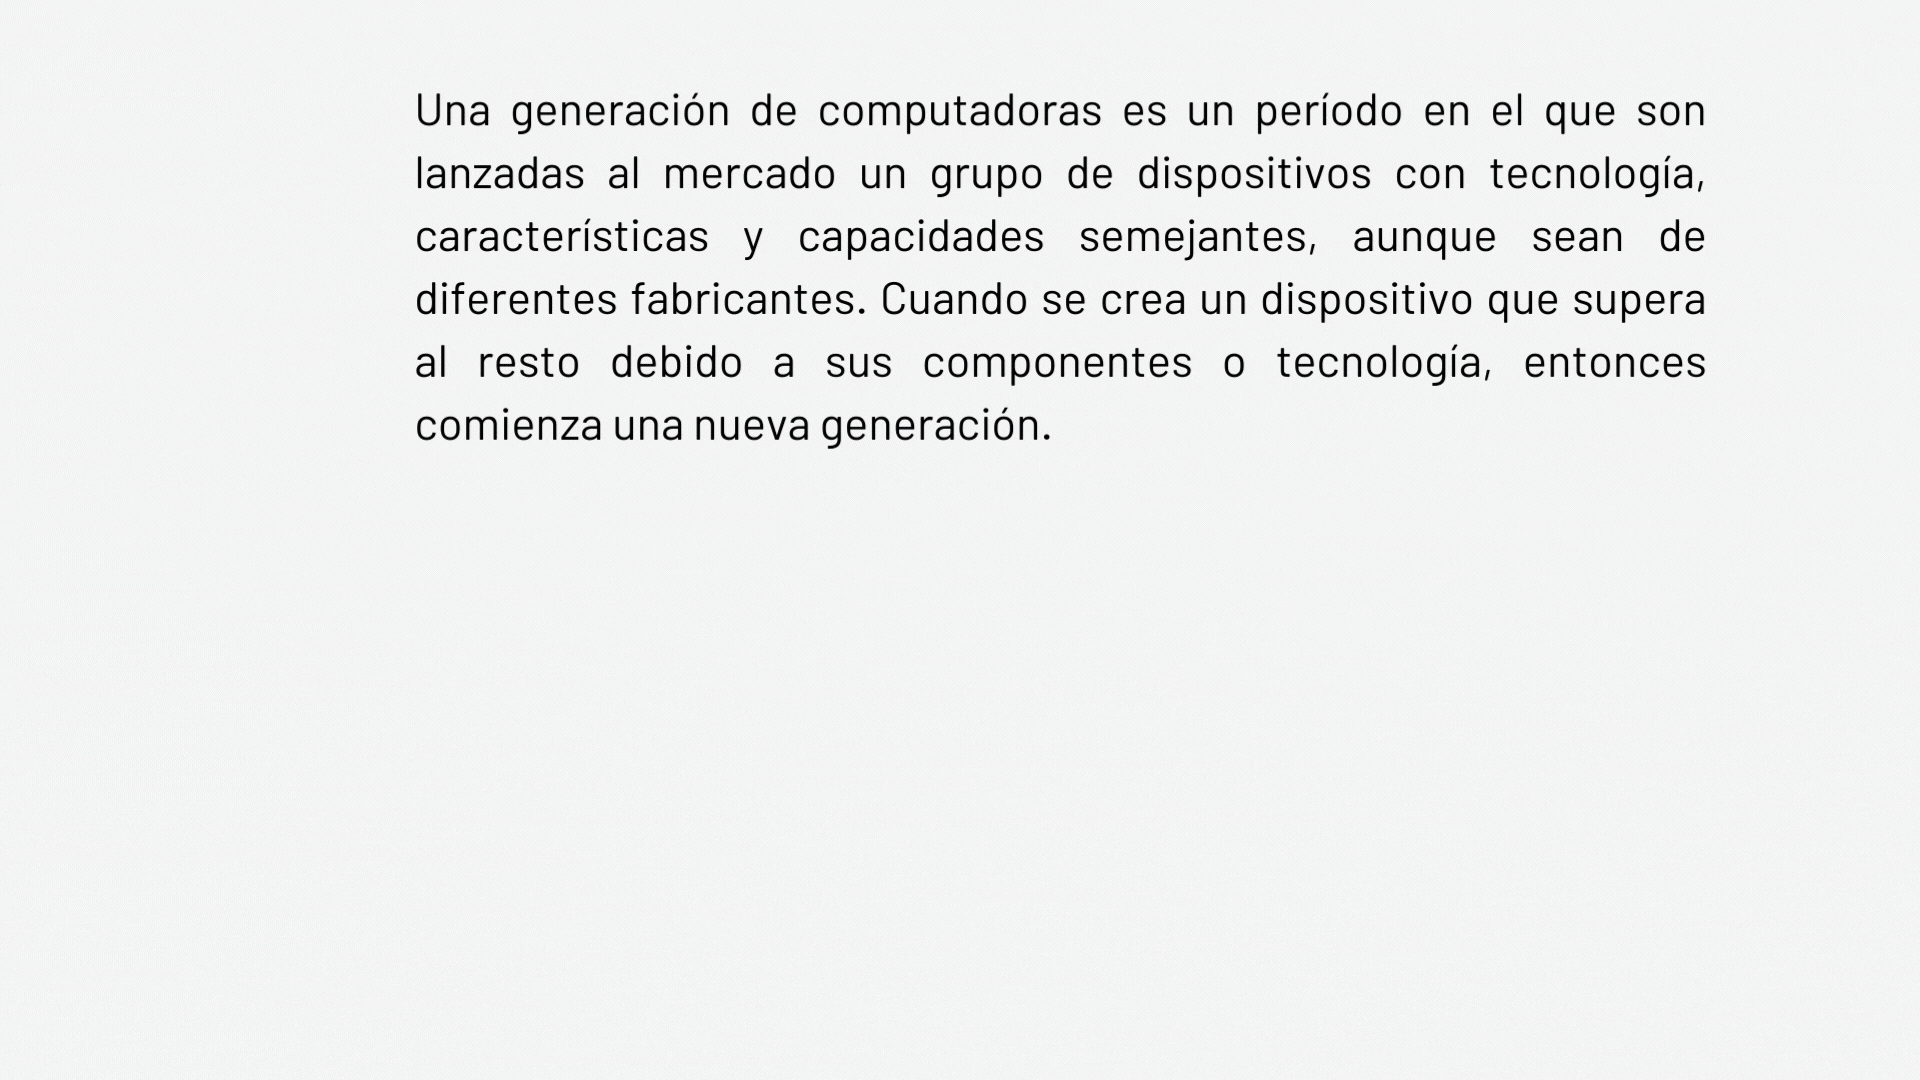 Una generación de computadoras es un período en el que son
lanzadas al mercado un grupo de dispositivos con tecnología,
características y capacidades semejantes, aunque sean de
diferentes fabricantes. Cuando se crea un dispositivo que supera
al resto debido a sus componentes o tecnología, entonces
comienza una nueva generación.